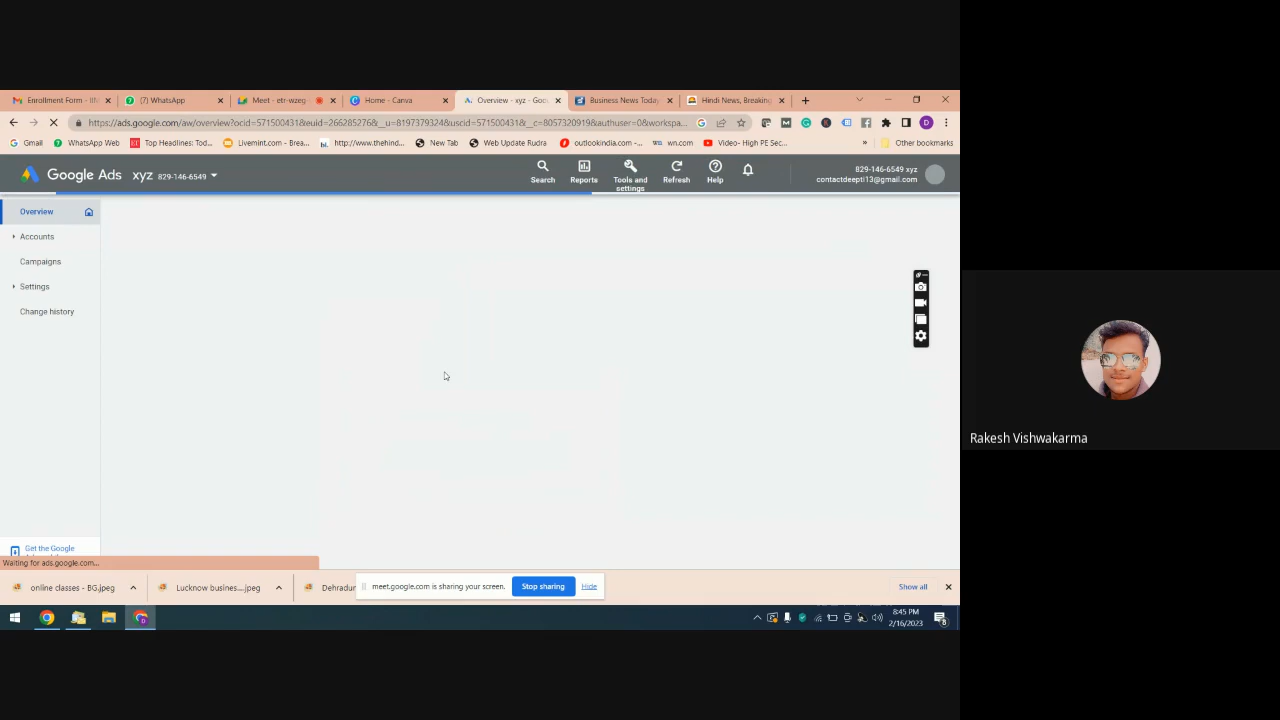 Enrollment Form - IIN
(7) WhatsApp
Meet - etr-wzeg-
Home - Canva
Overview - xyz - Goo
Business News Today
Hindi News, Breaking
https://ads.google.com/aw/overview?ocid=571500431&euid=266285276&__u=8197379324&uscid=571500431&__c=8057320919&authuser=0&workspa...
Gmail
WhatsApp Web
Top Headlines: Tod...
Livemint.com - Brea...
http://www.thehind...
New Tab
Web Update Rudra
outlookindia.com -...
wn.com
Video- High PE Sec...
»
Other bookmarks
Google Ads
xyz 829-146-6549
Search
Reports
Tools and
settings
Refresh
Help
829-146-6549 xyz
contactdeepti13@gmail.com
Overview
Accounts
Campaigns
Settings
Change history
Rakesh Vishwakarma
Get the Google
Waiting for ads.google.com...
online classes - BG.jpeg
Lucknow busines....jpeg
Dehradun
meet.google.com is sharing your screen.
Stop sharing
Hide
Show all
8:45 PM
2/16/2023